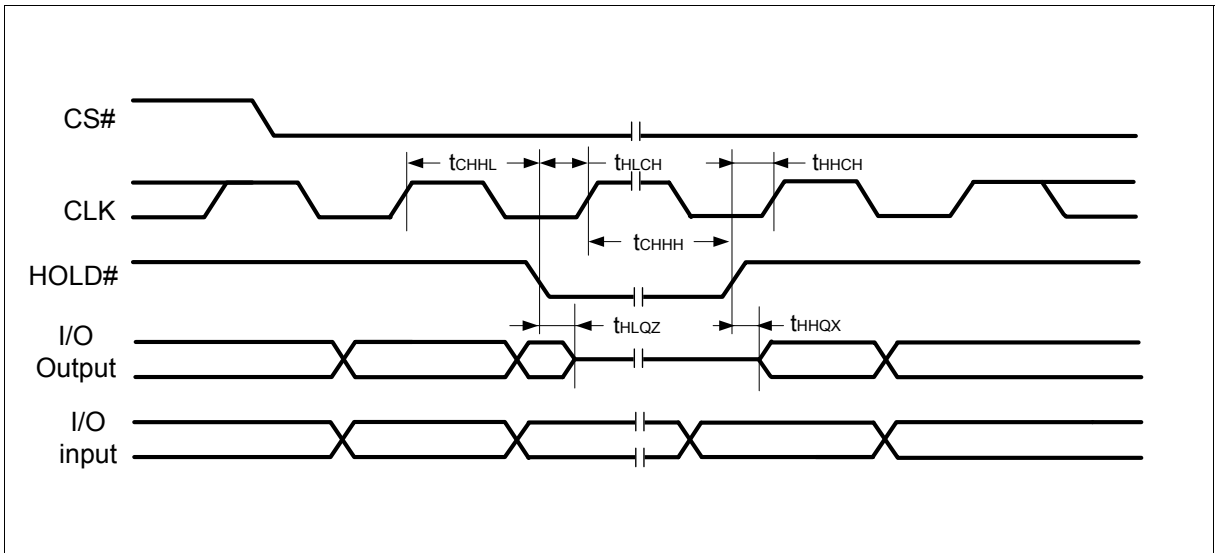 CS#
tCHHL
tHLCH
tHHCH
CLK
tCHHH
HOLD#
tHLQZ
tHHQX
I/O
Output
I/O
input